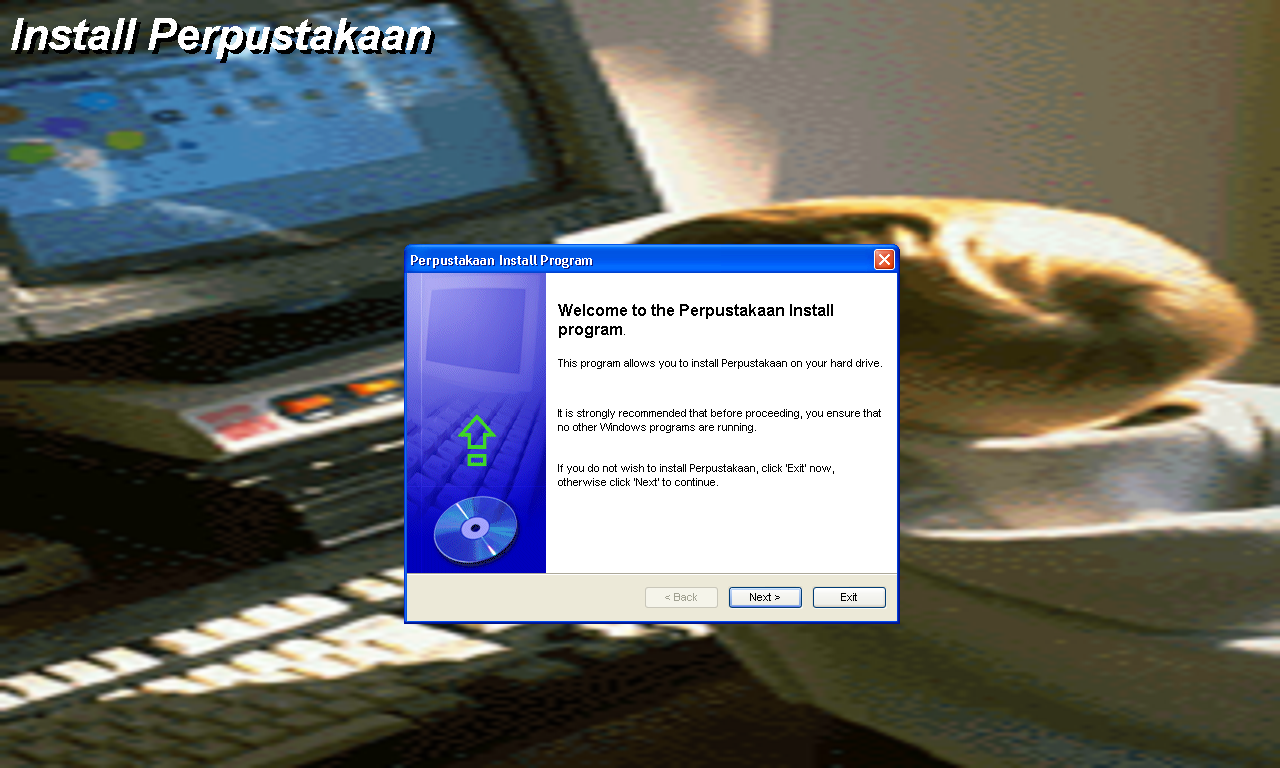 Install Perpustakaan
Perpustakaan Install Program
Welcome to the Perpustakaan Install
program.
This program allows you to install Perpustakaan on your hard drive.
It is strongly recommended that before proceeding, you ensure that
no other Windows programs are running.
If you do not wish to install Perpustakaan, click 'Exit' now,
otherwise click 'Next' to continue.
< Back
Next >
Exit